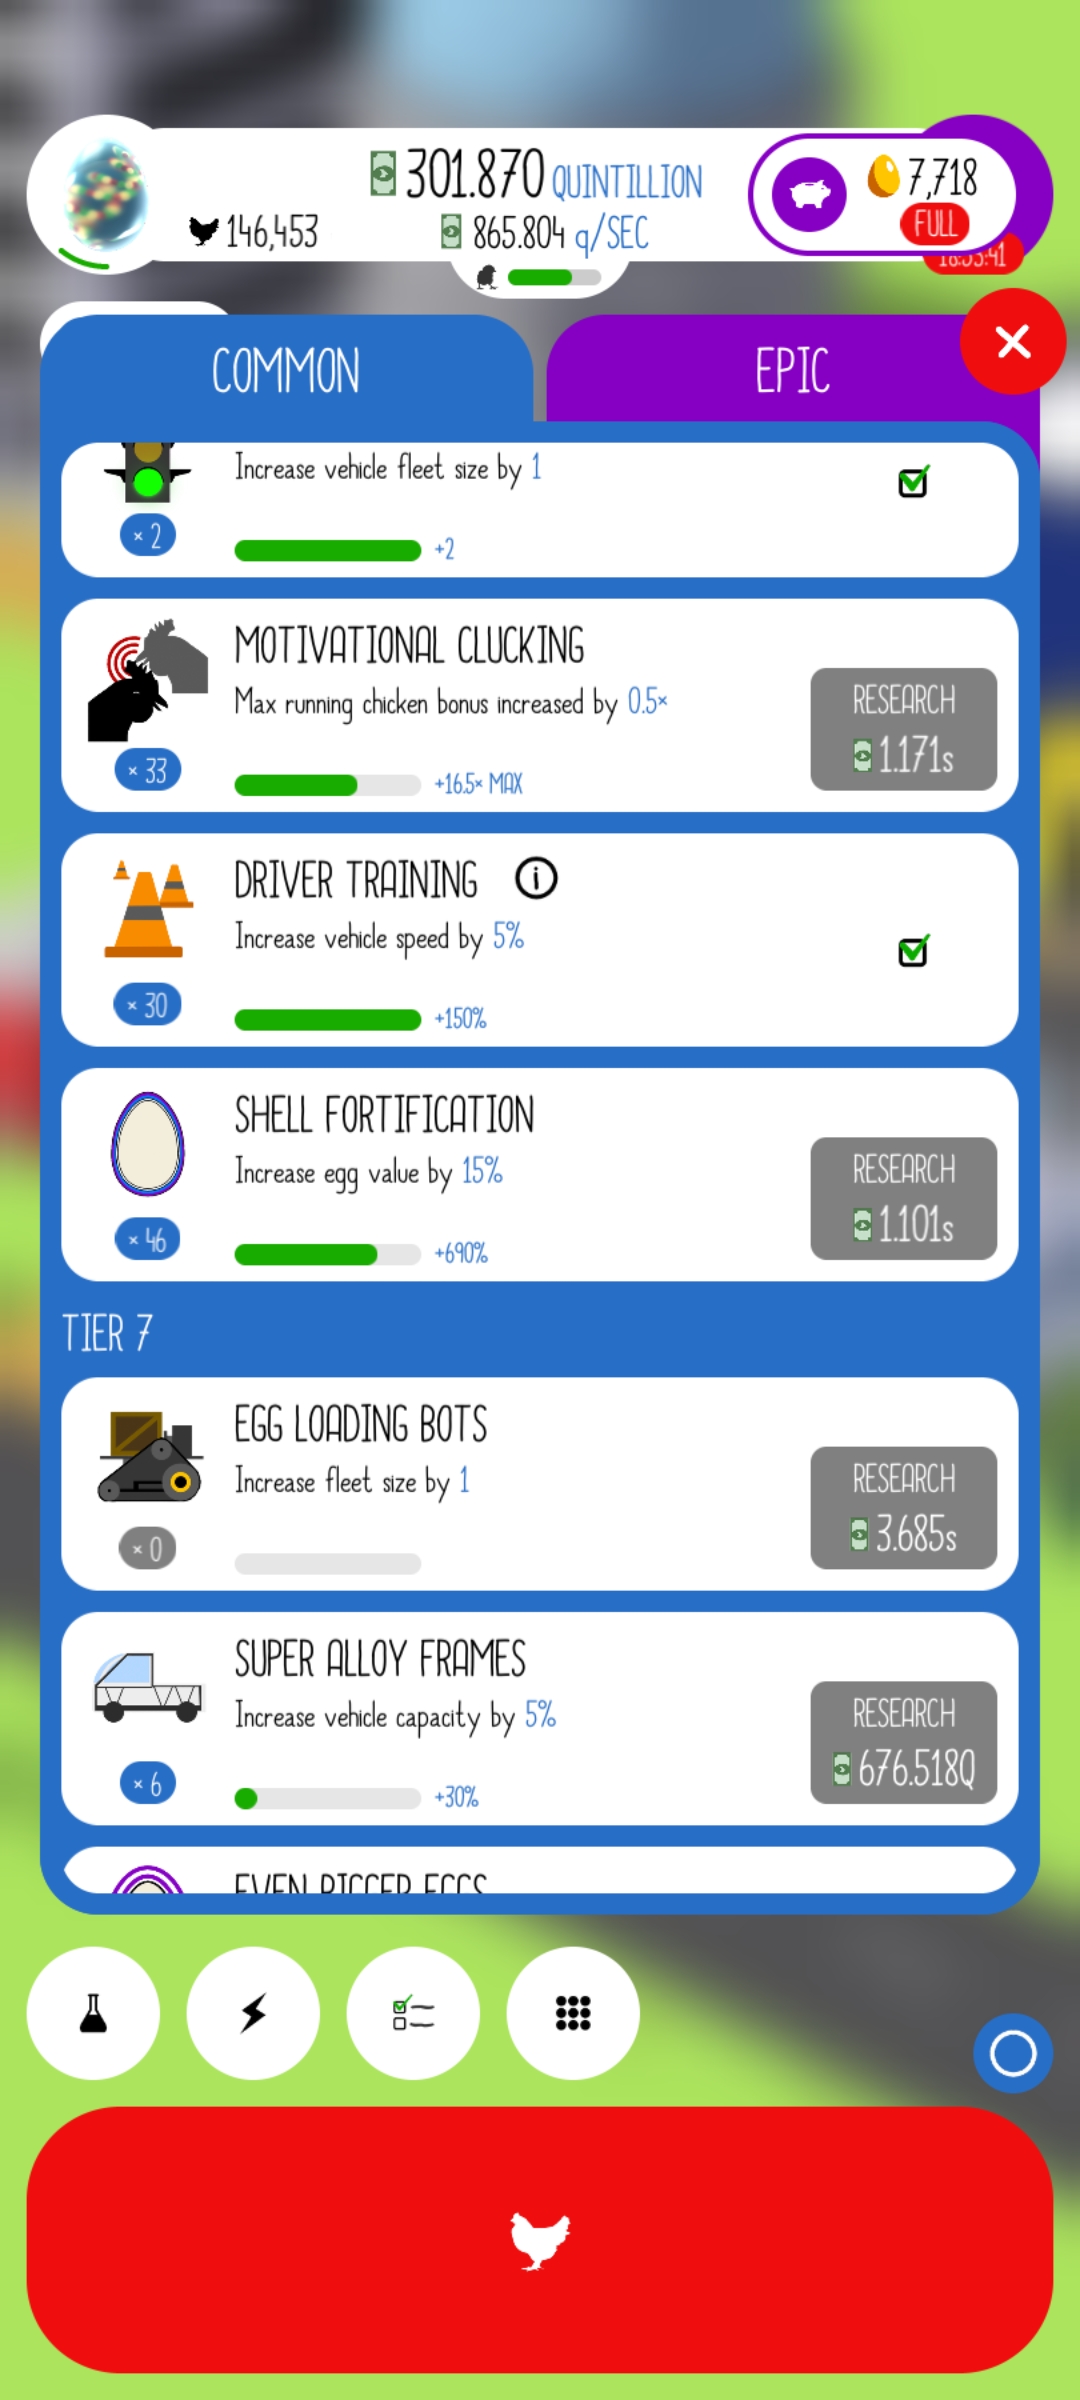 301.870 QUINTILLION
7,718
146,453
865.804 q/SEC
FULL
COMMON
EPIC
Increase vehicle fleet size by 1
× 2
+2
MOTIVATIONAL CLUCKING
Max running chicken bonus increased by 0.5×
RESEARCH
1.171s
× 33
+16.5× MAX
DRIVER TRAINING
Increase vehicle speed by 5%
× 30
+150%
SHELL FORTIFICATION
Increase egg value by 15%
RESEARCH
1.101s
× 46
+690%
TIER 7
EGG LOADING BOTS
Increase fleet size by 1
RESEARCH
3.685s
× 0
SUPER ALLOY FRAMES
Increase vehicle capacity by 5%
RESEARCH
676.518Q
× 6
+30%
EVEN BIGGER EGGS